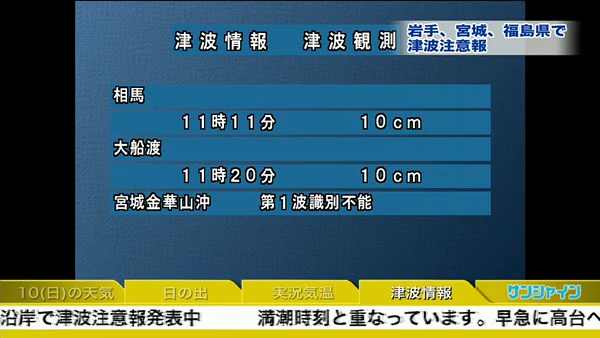 津波情報　津波観測
岩手、宮城、福島県で
津波注意報
相馬
１１時１１分　１０ｃｍ
大船渡
１１時２０分　１０ｃｍ
宮城金華山沖　第１波識別不能
10(日)の天気　日の出　実況気温　津波情報　サンシャイン
沿岸で津波注意報発表中　満潮時刻と重なっています。早急に高台へ